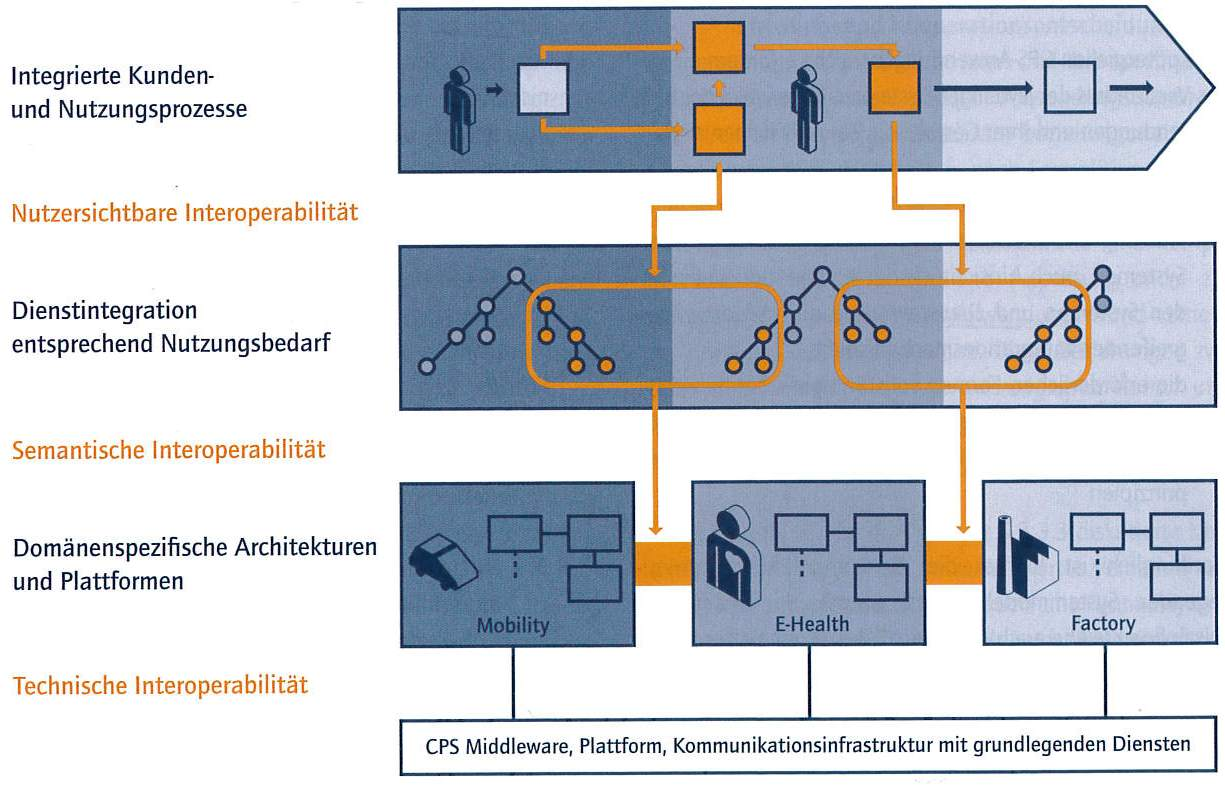 Integrierte Kunden-
und Nutzungsprozesse
Nutzersichtbare Interoperabilität
Dienstintegration
entsprechend Nutzungsbedarf
Semantische Interoperabilität
Domänenspezifische Architekturen
und Plattformen
Mobility
E-Health
Factory
Technische Interoperabilität
CPS Middleware, Plattform, Kommunikationsinfrastruktur mit grundlegenden Diensten